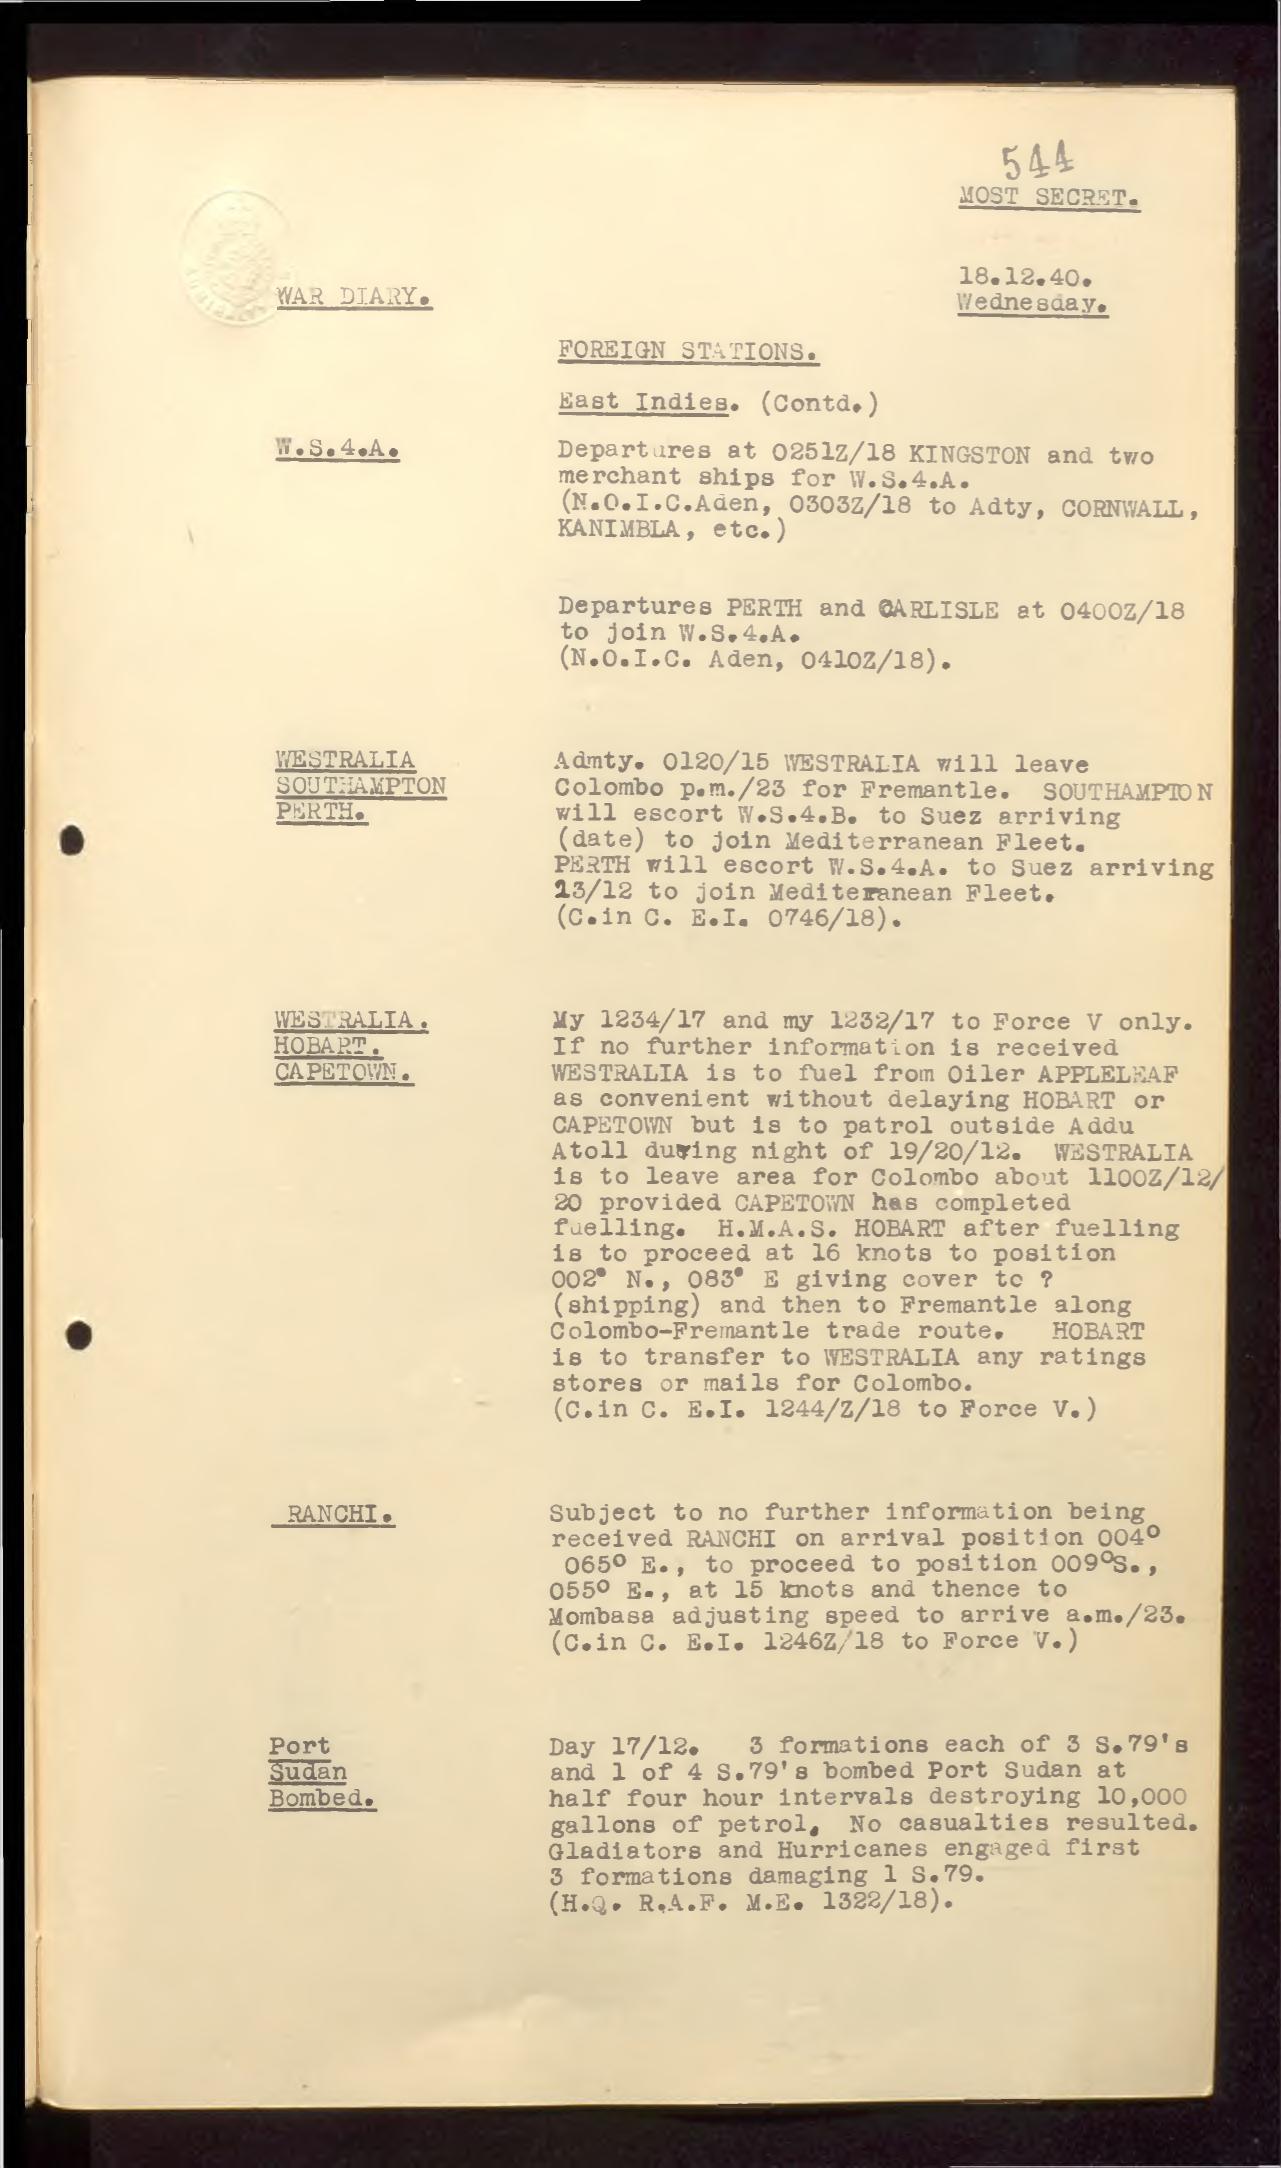 544
MOST SECRET.
18.12.40.
Wednesday.
WAR DIARY.
FOREIGN STATIONS.
East Indies. (Contd.)
W.S.4.A.
Departures at 0251Z/18 KINGSTON and two
merchant ships for W.S.4.A.
(N.O.I.C.Aden, 0303Z/18 to Adty, CORNWALL,
KANIMBLA, etc.)
Departures PERTH and CARLISLE at 0400Z/18
to join W.S.4.A.
(N.O.I.C. Aden, 0410Z/18).
WESTRALIA
SOUTHAMPTON
PERTH.
Admty. 0120/15 WESTRALIA will leave
Colombo p.m./23 for Fremantle. SOUTHAMPTON
will escort W.S.4.B. to Suez arriving
(date) to join Mediterranean Fleet.
PERTH will escort W.S.4.A. to Suez arriving
23/12 to join Mediteranean Fleet.
(C.in C. E.I. 0746/18).
WESTRALIA.
HOBART.
CAPETOWN.
My 1234/17 and my 1232/17 to Force V only.
If no further information is received
WESTRALIA is to fuel from Oiler APPLELEAF
as convenient without delaying HOBART or
CAPETOWN but is to patrol outside Addu
Atoll during night of 19/20/12. WESTRALIA
is to leave area for Colombo about 1100Z/12/
20 provided CAPETOWN has completed
fuelling. H.M.A.S. HOBART after fuelling
is to proceed at 16 knots to position
002° N., 083° E giving cover to ?
(shipping) and then to Fremantle along
Colombo-Fremantle trade route. HOBART
is to transfer to WESTRALIA any ratings
stores or mails for Colombo.
(C.in C. E.I. 1244/Z/18 to Force V.)
RANCHI.
Subject to no further information being
received RANCHI on arrival position 004°
065° E., to proceed to position 009°S.,
055° E., at 15 knots and thence to
Mombasa adjusting speed to arrive a.m./23.
(C.in C. E.I. 1246Z/18 to Force V.)
Port
Sudan
Bombed.
Day 17/12. 3 formations each of 3 S.79's
and 1 of 4 S.79's bombed Port Sudan at
half four hour intervals destroying 10,000
gallons of petrol. No casualties resulted.
Gladiators and Hurricanes engaged first
3 formations damaging 1 S.79.
(H.Q. R.A.F. M.E. 1322/18).